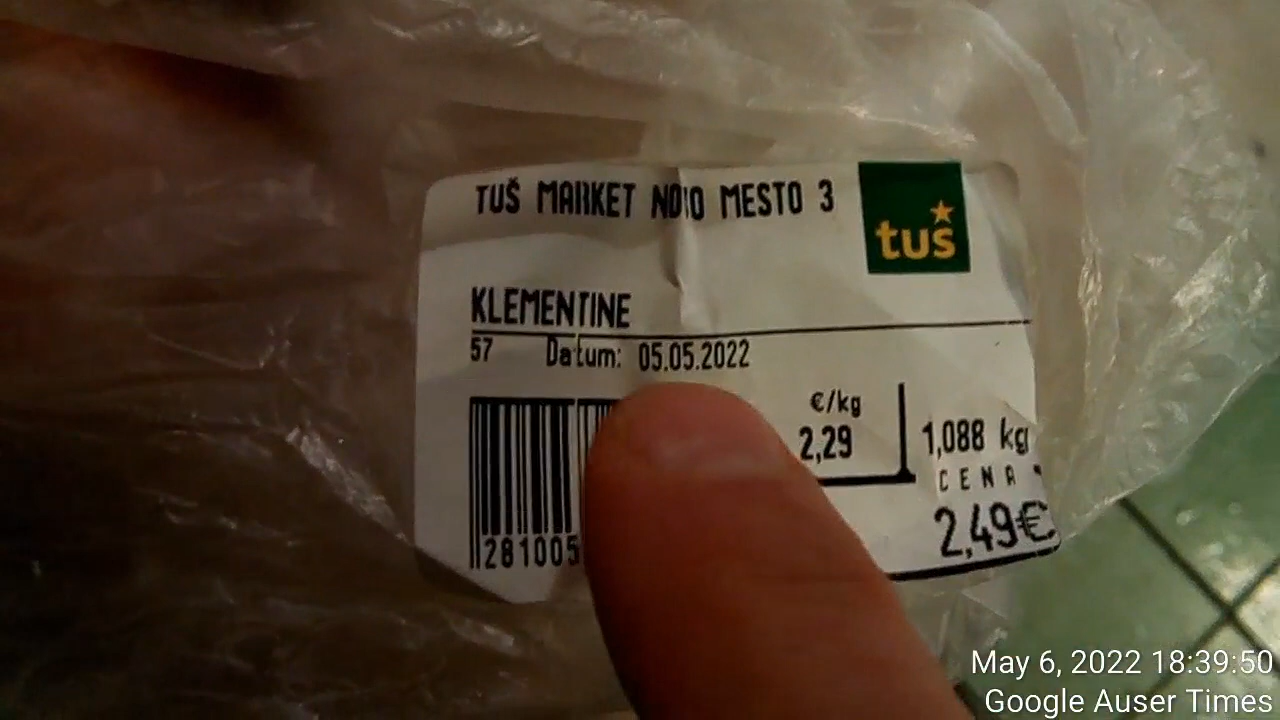 TUŠ MARKET NOVO MESTO 3
tuš
KLEMENTINE
57 Datum: 05.05.2022
€/kg
2,29
1,088 kg
CENA
2,49€
281005
May 6, 2022 18:39:50
Google Auser Times